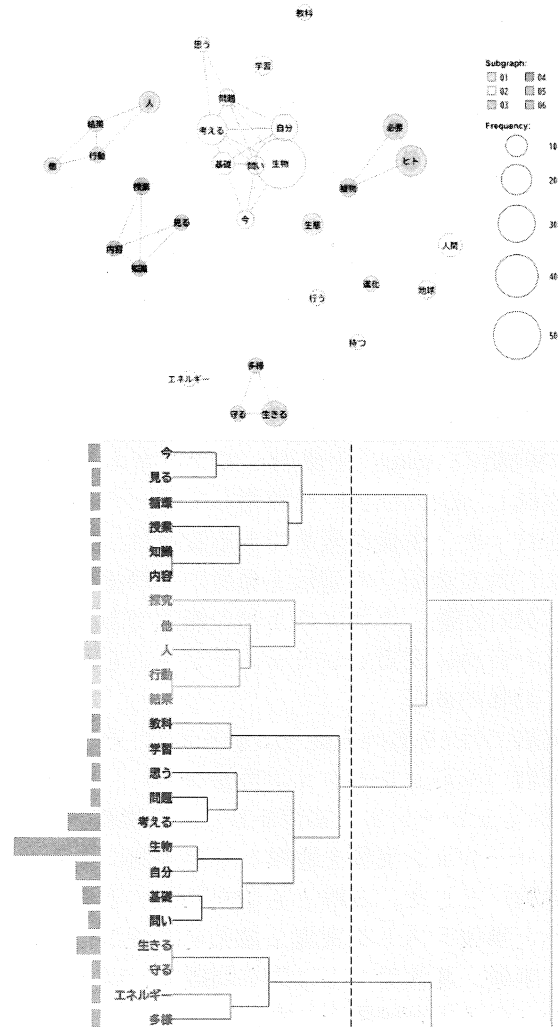 教科
思う
学習
Subgraph:
01 04
02 05
03 06
Frequency:
10
20
30
40
50
人
問題
結果
考える
自分
必要
他
行動
基礎
問い
生物
ヒト
授業
植物
見る
今
生態
内容
人間
知識
進化
地球
行う
持つ
多様
エネルギー
守る
生きる
今
見る
循環
授業
知識
内容
探究
他
人
行動
結果
教科
学習
思う
問題
考える
生物
自分
基礎
問い
生きる
守る
エネルギー
多様